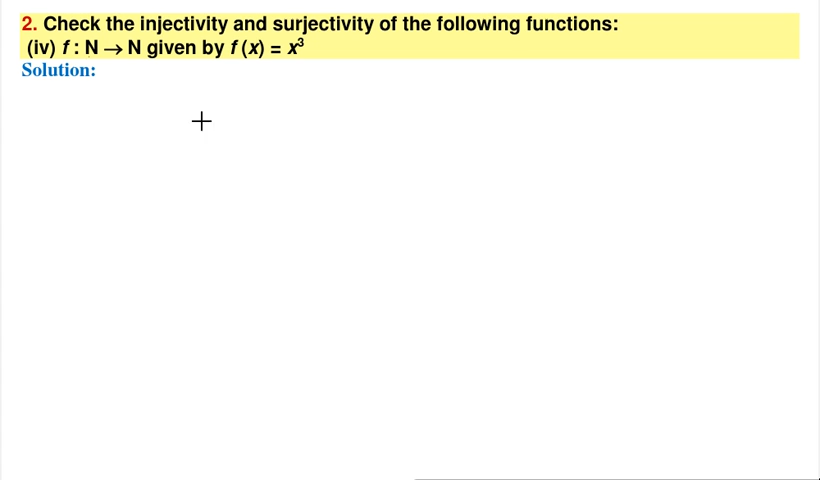 2. Check the injectivity and surjectivity of the following functions:
(iv) f : N → N given by f (x) = x³
Solution: